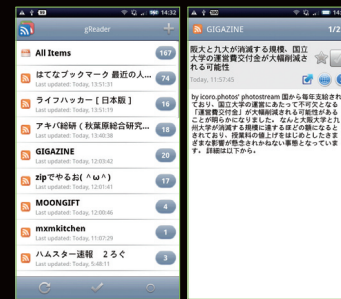 14:32
gReader
All Items
167
はてなブックマーク 最近の人...
Last updated: Today, 13:51:31
74
ライフハッカー［日本版］
Last updated: Today, 13:51:19
16
アキバ総研（秋葉原総合研究...
Last updated: Today, 13:40:38
18
GIGAZINE
Last updated: Today, 12:03:42
20
zipでやるお( ＾ω＾)
Last updated: Today, 12:01:41
17
MOONGIFT
Last updated: Today, 12:00:46
4
mxmkitchen
Last updated: Today, 11:07:29
1
ハムスター速報　２ろぐ
Last updated: Today, 5:48:11
3
GIGAZINE
1/2
阪大と九大が消滅する規模、国立
大学の運営費交付金が大幅削減さ
れる可能性
Today, 11:57:45
by icoro.photos' photostream 国から毎年支給され
ており、国立大学の運営にあたって不可欠となる
「運営費交付金」が大幅削減される可能性がある
ことが明らかになりました。なんと大阪大学と九
州大学が消滅する規模に達するほどの額になると
されており、授業料の値上げをはじめとしたさま
ざまな影響が懸念されかねない事態となっていま
す。 詳細は以下から。